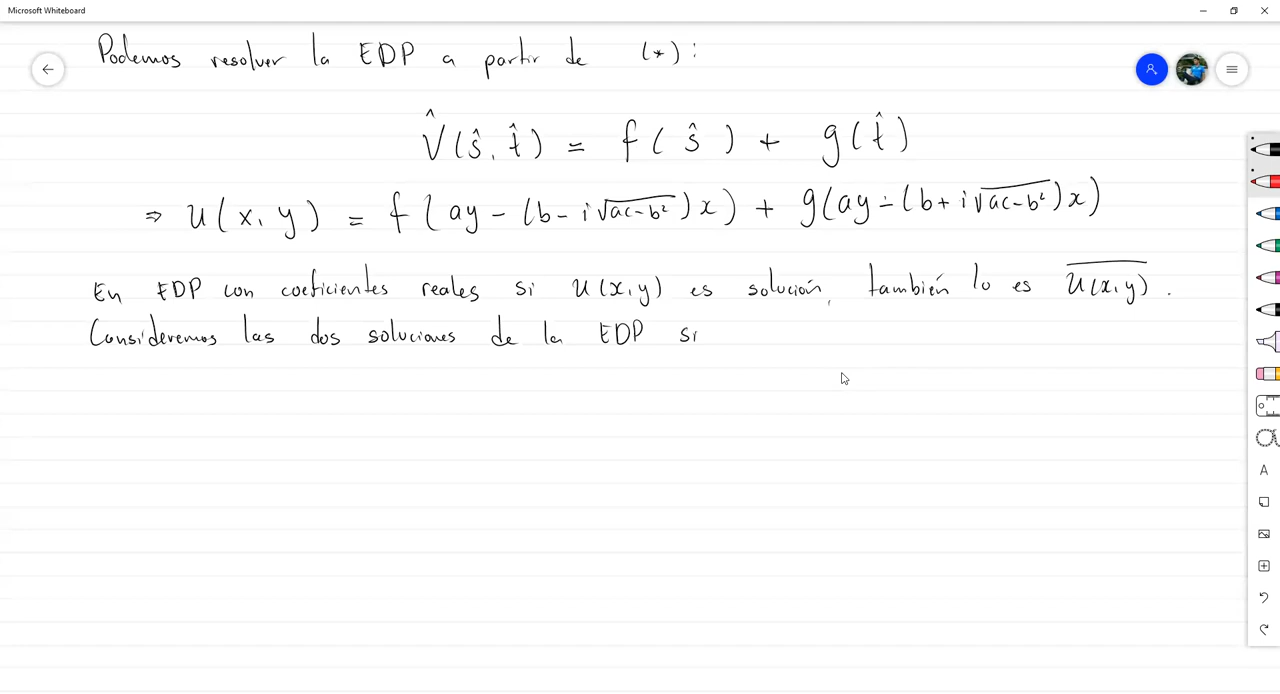 Microsoft Whiteboard
Podemos resolver la EDP a partir de (*):
V̂(ŝ, t̂) = f(ŝ) + g(t̂)
⇒ u(x,y) = f(ay - (b - i√(ac-b²))x) + g(ay - (b + i√(ac-b²))x)
En EDP con coeficientes reales si u(x,y) es solución, también lo es \overline{u(x,y)}.
Consideremos las dos soluciones de la EDP si
A